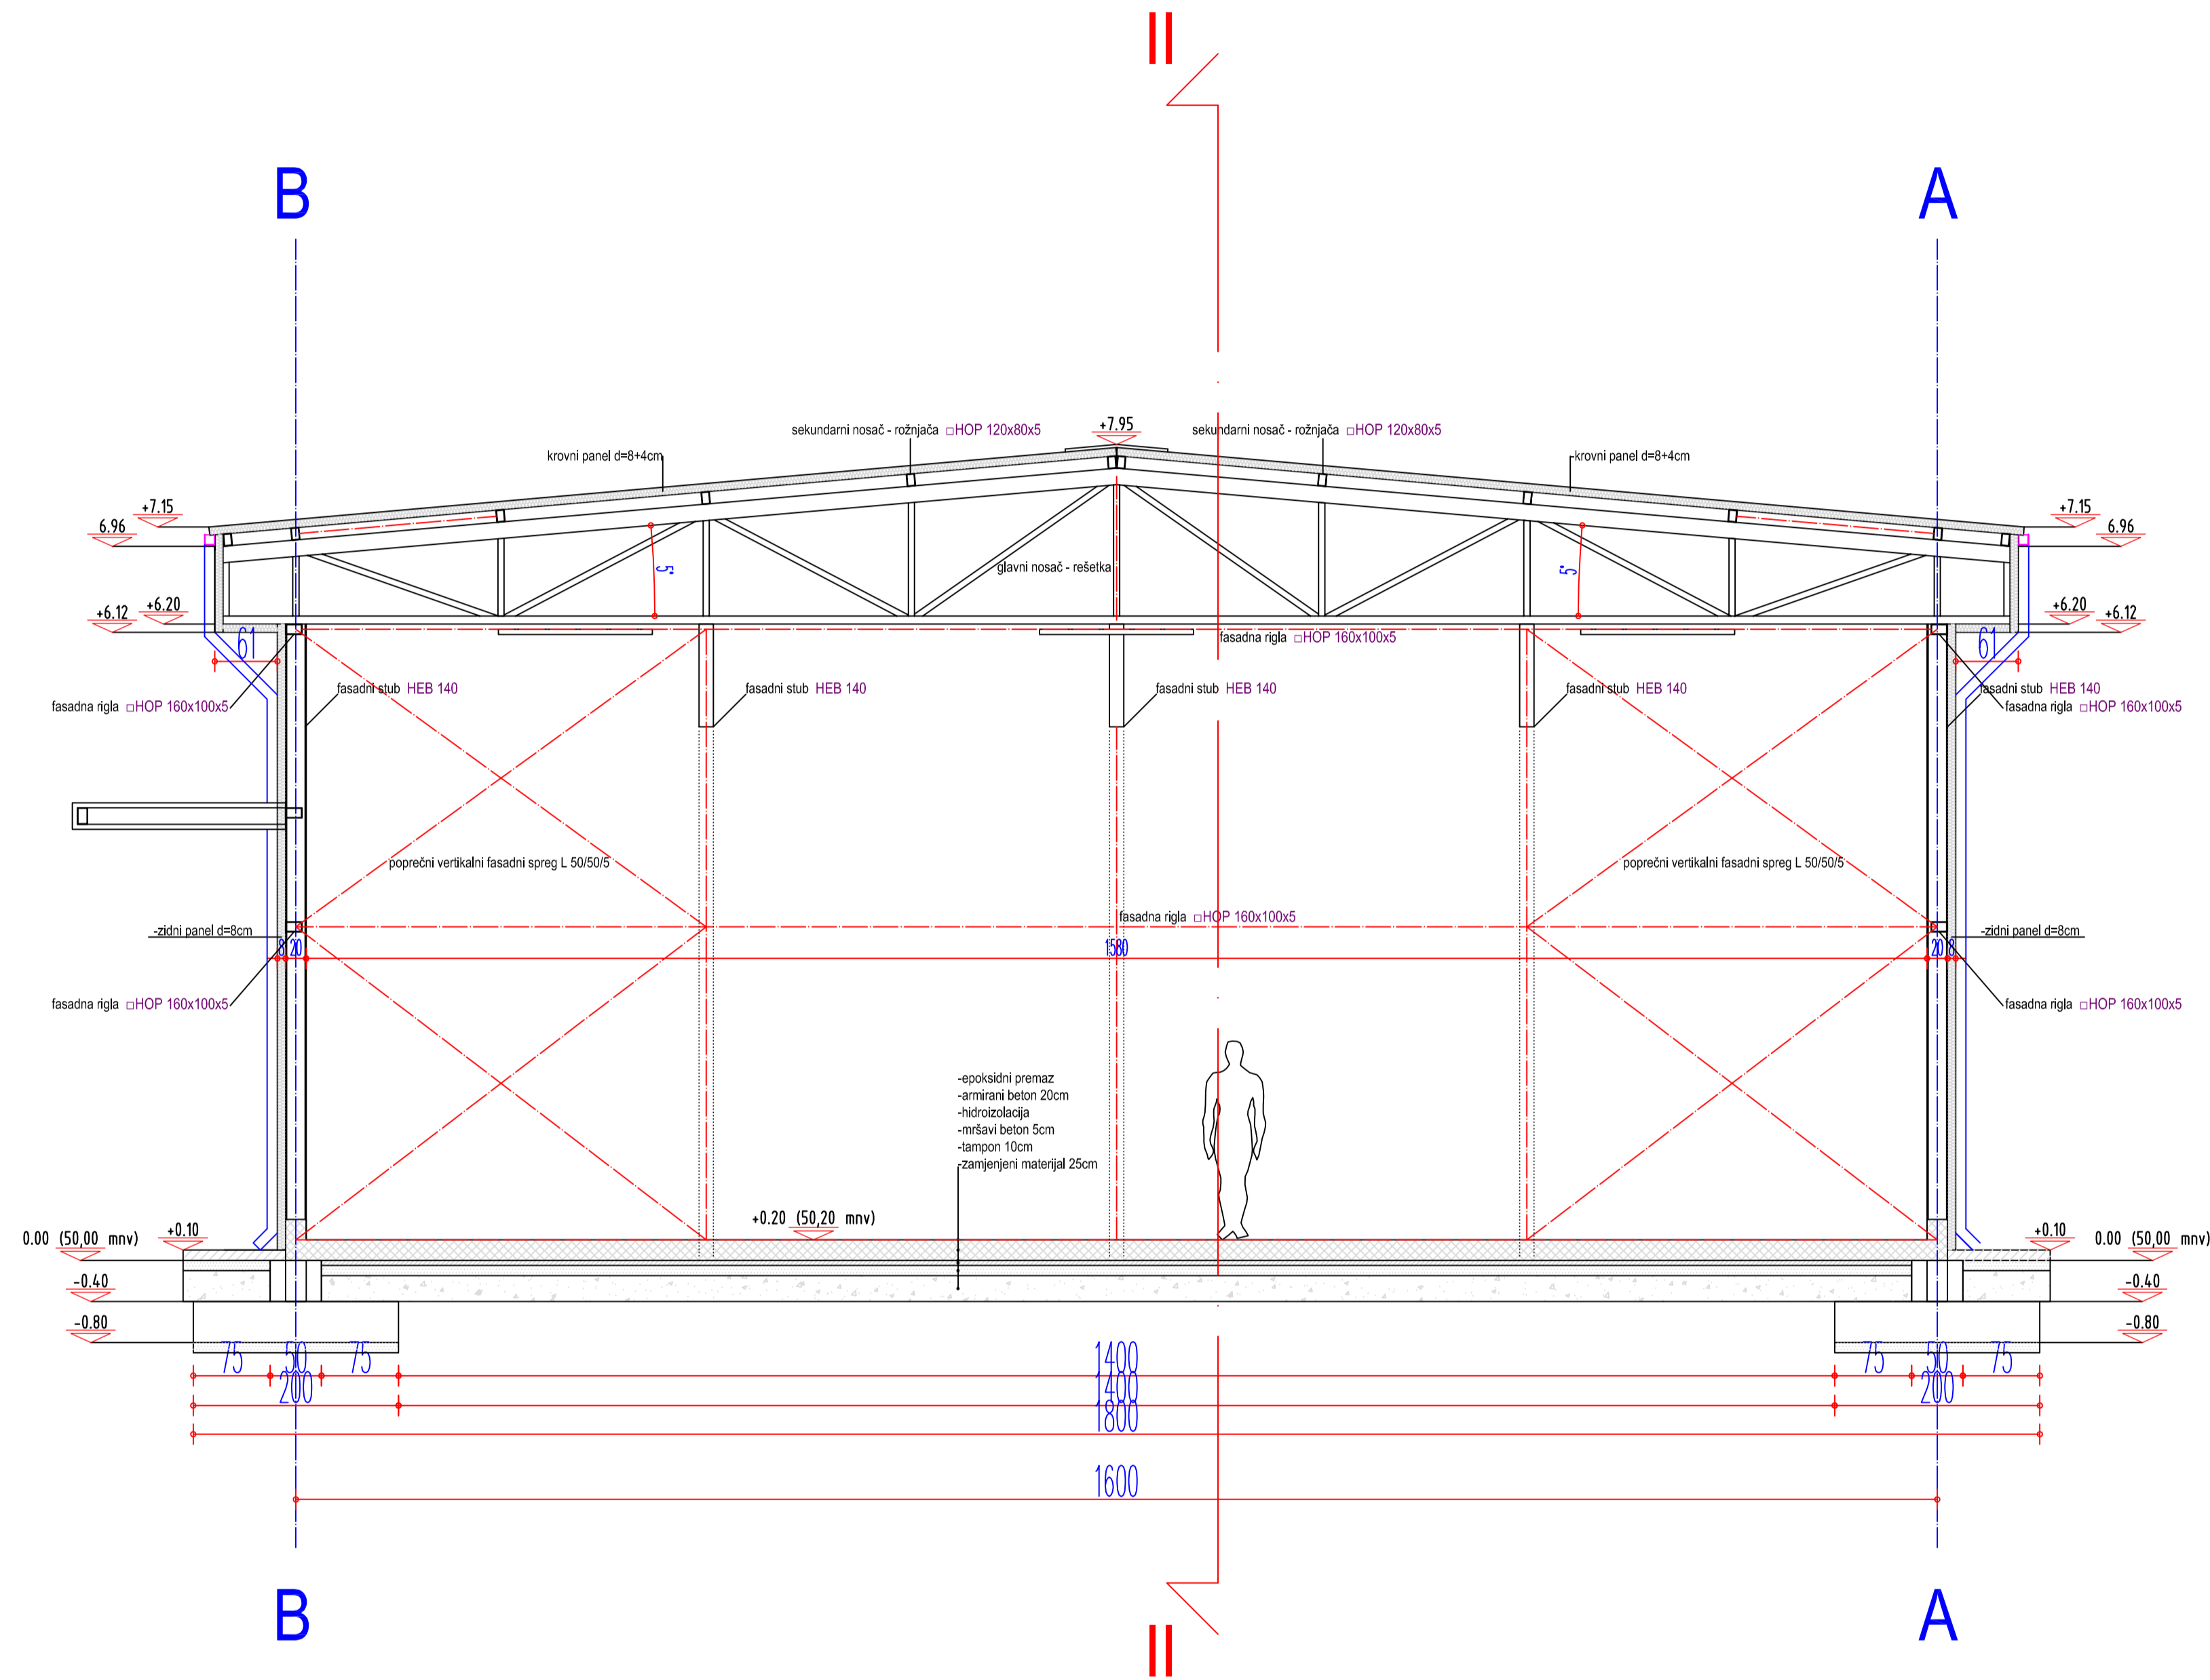 II
B
A
+7.95
sekundarni nosač - rožnjača □HOP 120x80x5
sekundarni nosač - rožnjača □HOP 120x80x5
krovni panel d=8+4cm
-krovni panel d=8+4cm
+7.15
6.96
+7.15
6.96
5°
5°
glavni nosač - rešetka
+6.12
+6.20
+6.20
+6.12
61
61
fasadna rigla □HOP 160x100x5
fasadni stub HEB 140
fasadni stub HEB 140
fasadni stub HEB 140
fasadni stub HEB 140
fasadni stub HEB 140
fasadna rigla □HOP 160x100x5
fasadna rigla □HOP 160x100x5
poprečni vertikalni fasadni spreg L 50/50/5
poprečni vertikalni fasadni spreg L 50/50/5
fasadna rigla □HOP 160x100x5
-zidni panel d=8cm
-zidni panel d=8cm
8
20
1580
20
8
fasadna rigla □HOP 160x100x5
fasadna rigla □HOP 160x100x5
-epoksidni premaz
-armirani beton 20cm
-hidroizolacija
-mršavi beton 5cm
-tampon 10cm
-zamjenjeni materijal 25cm
+0.20 (50,20 mnv)
0.00 (50,00 mnv)
+0.10
+0.10
0.00 (50,00 mnv)
-0.40
-0.40
-0.80
-0.80
75
50
75
1400
75
50
75
200
1400
200
1800
1600
B
A
II